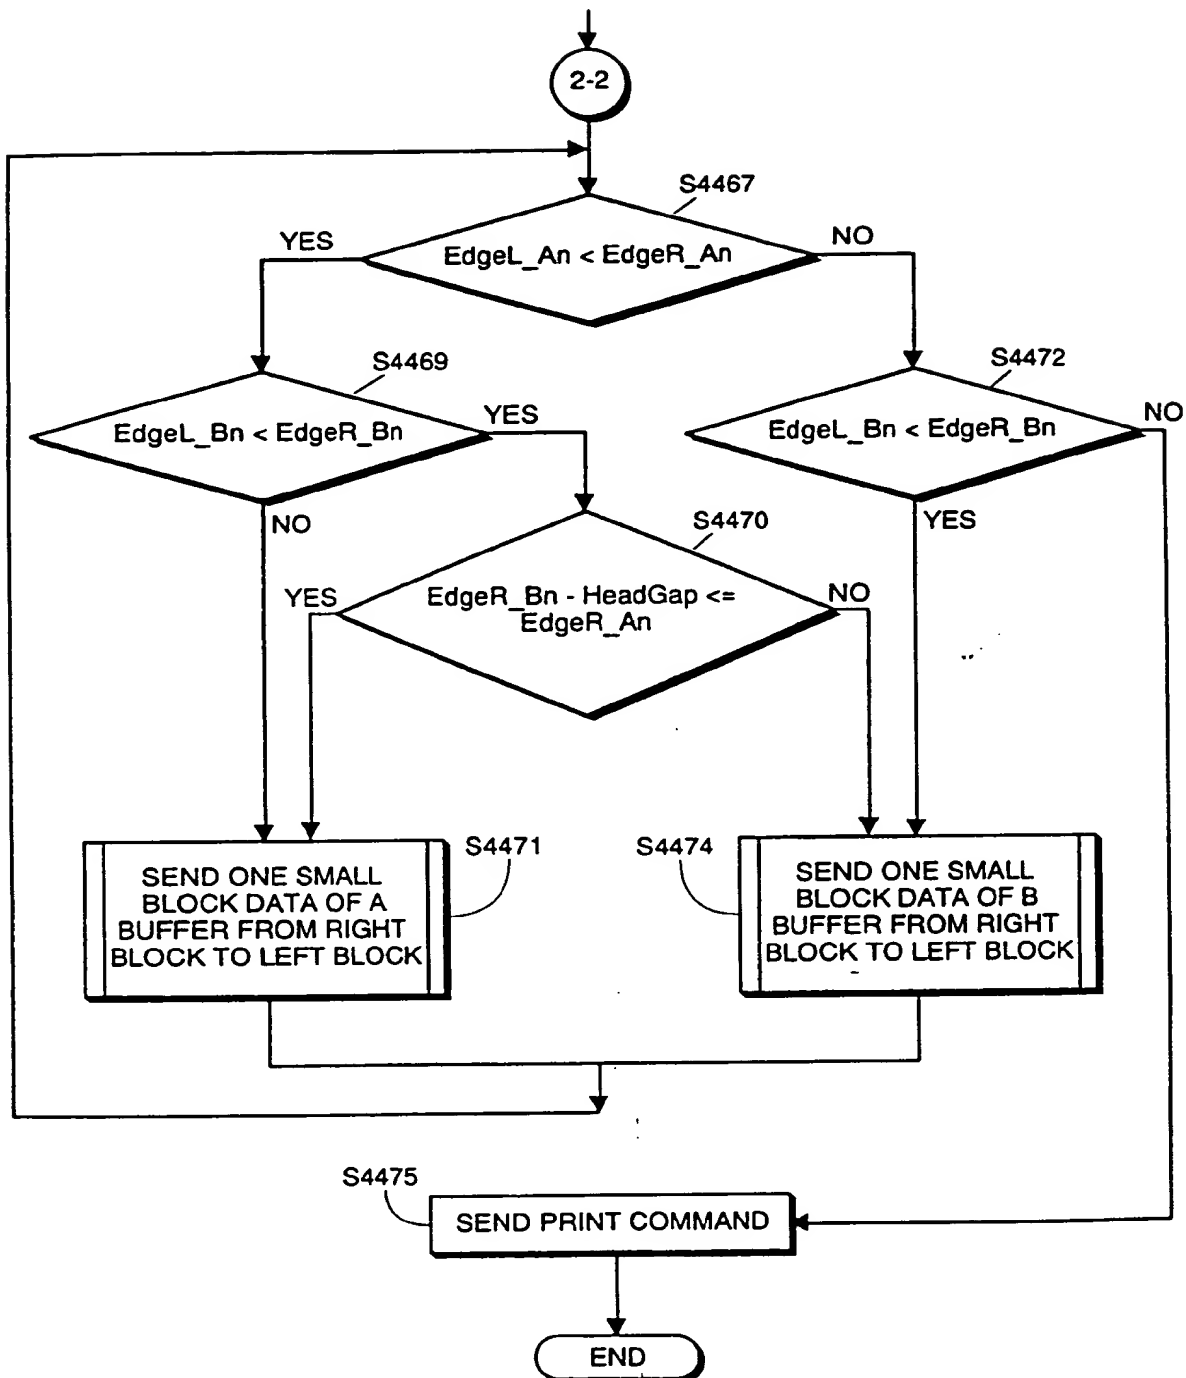 2-2
S4467
YES
EdgeL_An < EdgeR_An
NO
S4469
S4472
EdgeL_Bn < EdgeR_Bn
YES
EdgeL_Bn < EdgeR_Bn
NO
NO
S4470
YES
YES
EdgeR_Bn - HeadGap <=
EdgeR_An
NO
S4471
SEND ONE SMALL
BLOCK DATA OF A
BUFFER FROM RIGHT
BLOCK TO LEFT BLOCK
S4474
SEND ONE SMALL
BLOCK DATA OF B
BUFFER FROM RIGHT
BLOCK TO LEFT BLOCK
S4475
SEND PRINT COMMAND
END